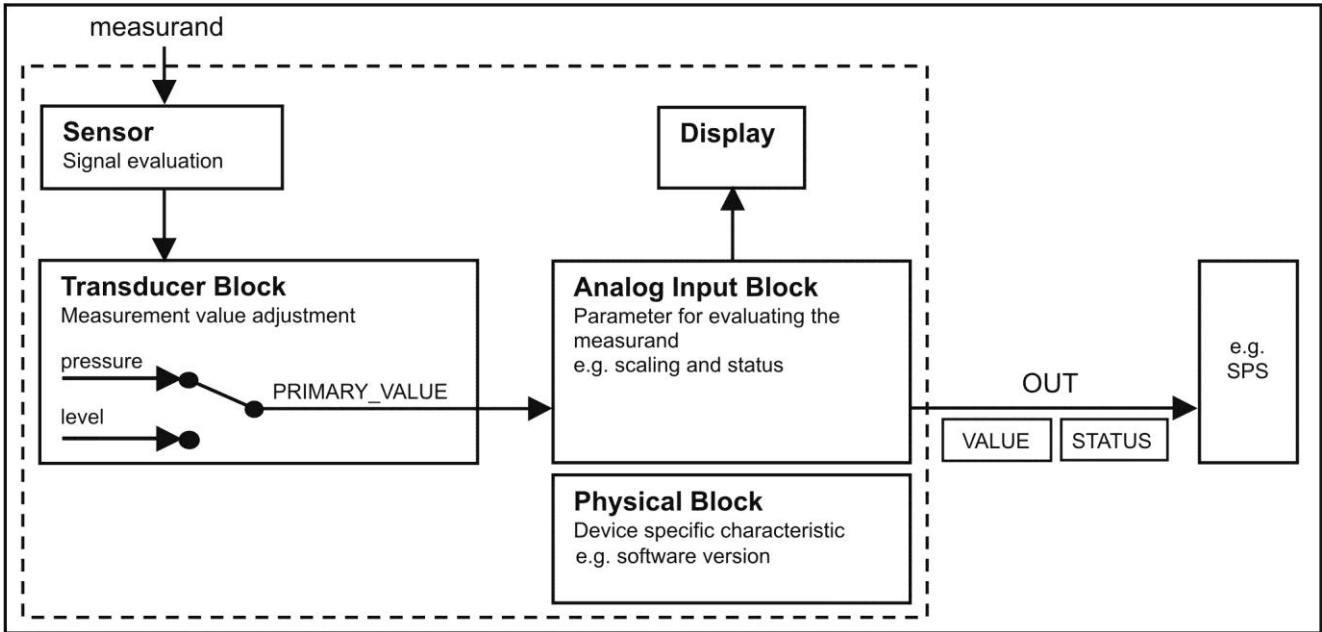 measurand
Sensor
Signal evaluation
Display
Transducer Block
Measurement value adjustment
pressure
level
PRIMARY_VALUE
Analog Input Block
Parameter for evaluating the
measurand
e.g. scaling and status
OUT
VALUE
STATUS
e.g.
SPS
Physical Block
Device specific characteristic
e.g. software version